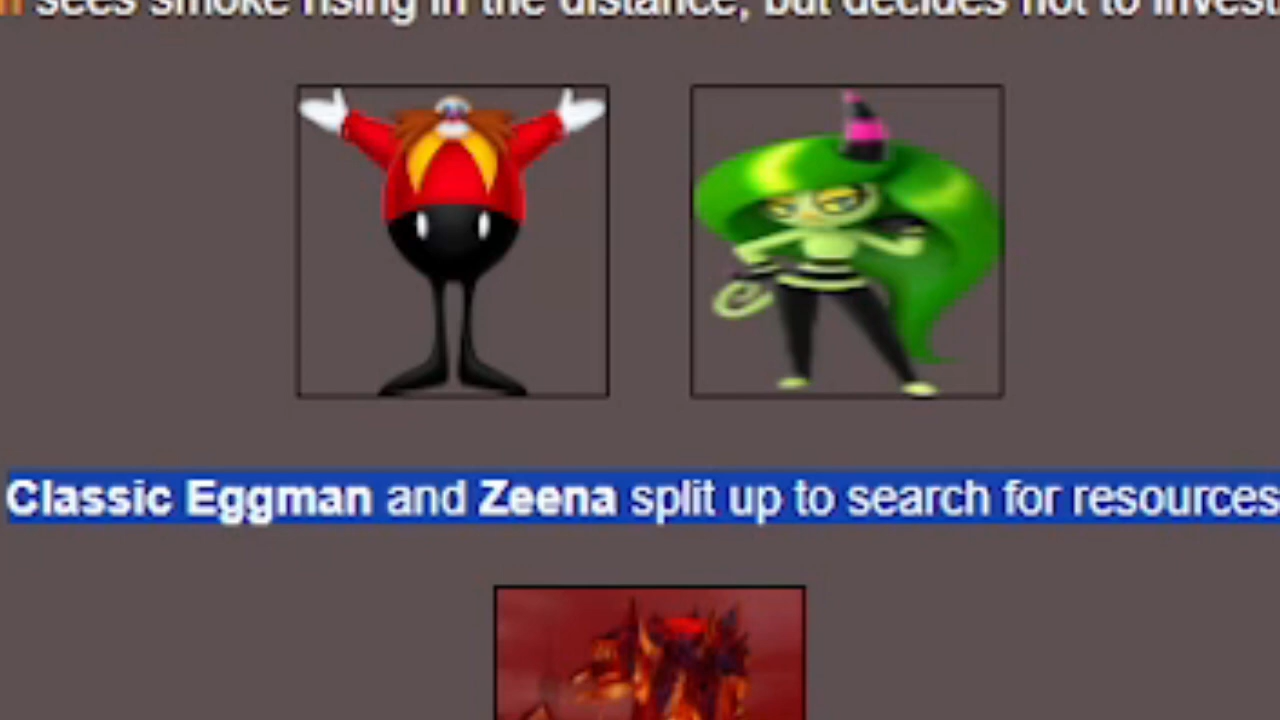 sees smoke rising in the distance, but decides not to invest
Classic Eggman and Zeena split up to search for resources